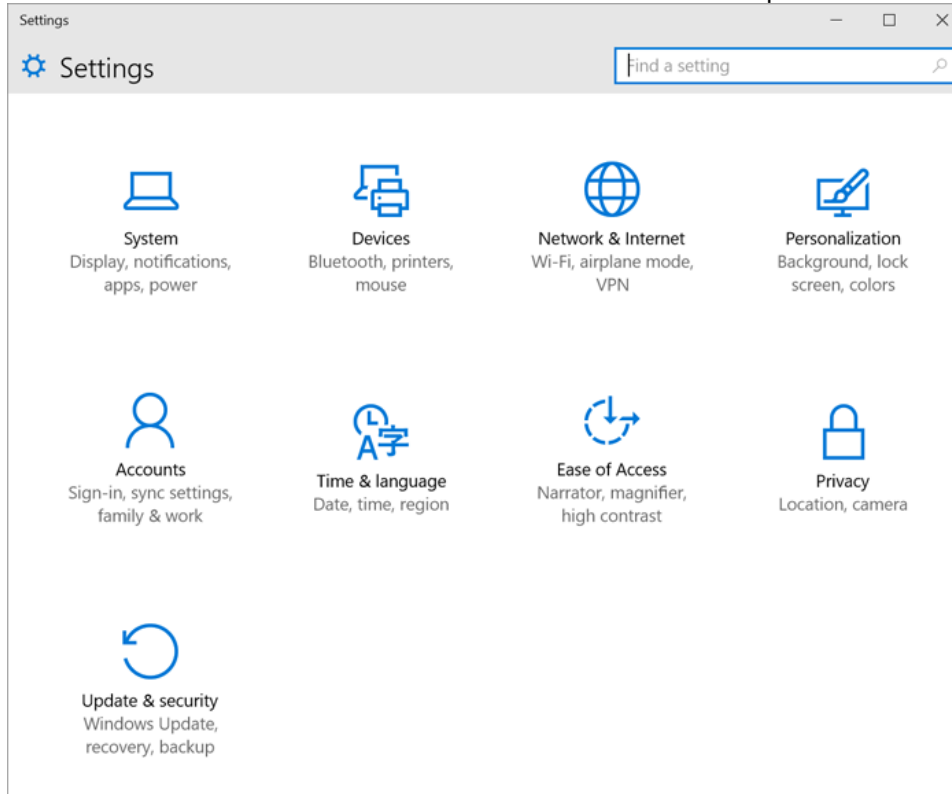 Settings
Settings
Find a setting
System
Display, notifications,
apps, power
Devices
Bluetooth, printers,
mouse
Network & Internet
Wi-Fi, airplane mode,
VPN
Personalization
Background, lock
screen, colors
Accounts
Sign-in, sync settings,
family & work
A字
Time & language
Date, time, region
Ease of Access
Narrator, magnifier,
high contrast
Privacy
Location, camera
Update & security
Windows Update,
recovery, backup